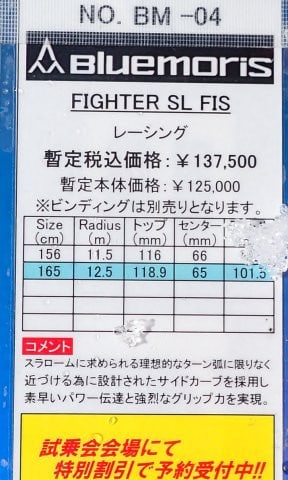 NO. BM -04
Bluemoris
FIGHTER SL FIS
レーシング
暫定税込価格：￥137,500
暫定本体価格：￥125,000
※ビンディングは別売りとなります。
Size Radius トップ センター
(cm) (m) (mm) (mm)
156 11.5 116 66
165 12.5 118.9 65 101.5
コメント
スラロームに求められる理想的なターン弧に限りなく
近づける為に設計されたサイドカーブを採用し
素早いパワー伝達と強烈なグリップ力を実現。
試乗会会場にて
特別割引で予約受付中!!